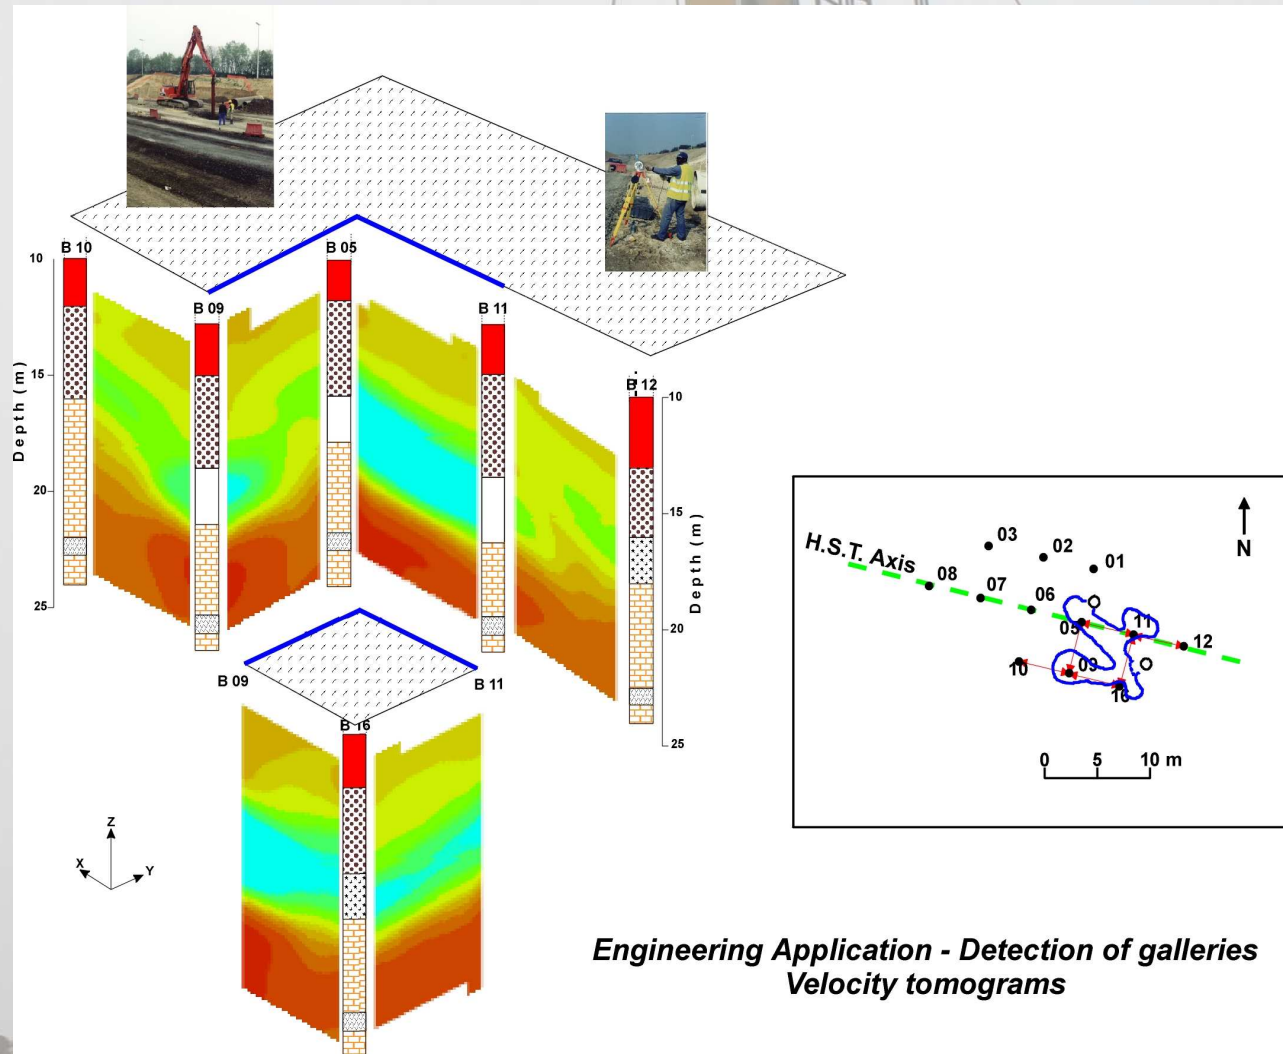 B 10
B 05
B 09
B 11
B 12
10
15
20
25
Depth (m)
10
15
20
25
Depth (m)
B 09
B 11
B 16
Z
X
Y
H.S.T. Axis
03
02
01
08
07
06
05
11
12
10
09
16
N
0 5 10 m
Engineering Application - Detection of galleries
Velocity tomograms